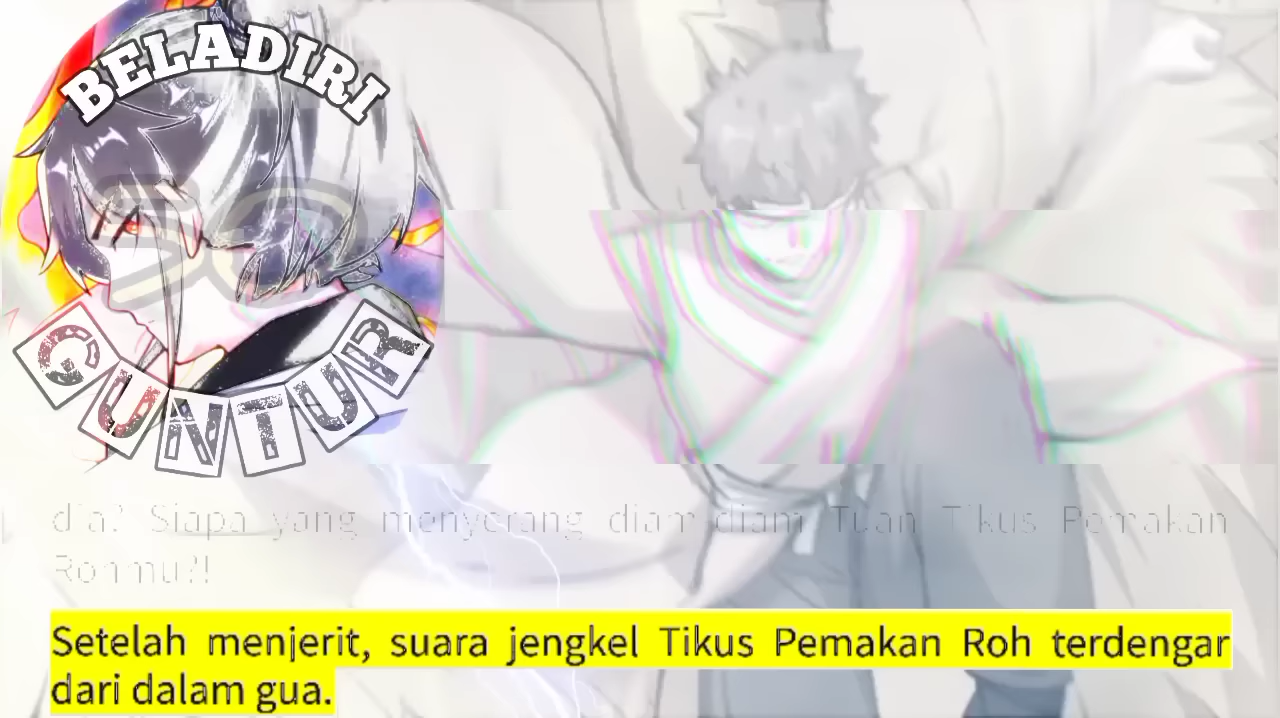 BELADIRI
GUNTUR
dia? Siapa yang menyerang diam diam Tuan Tikus Pemakan
Rohmu?!
Setelah menjerit, suara jengkel Tikus Pemakan Roh terdengar
dari dalam gua.